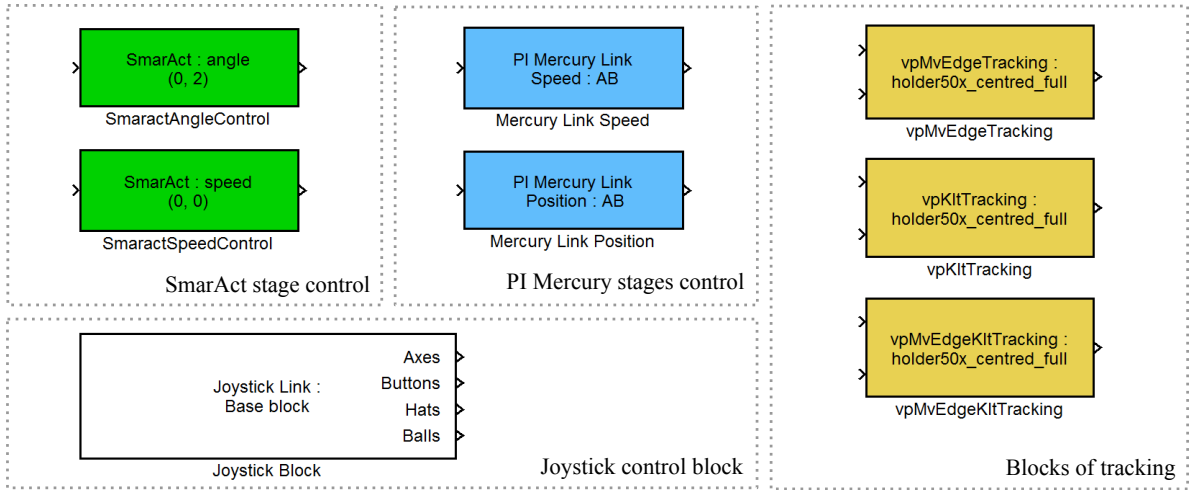 SmarAct : angle
(0, 2)
SmaractAngleControl
SmarAct : speed
(0, 0)
SmaractSpeedControl
SmarAct stage control
PI Mercury Link
Speed : AB
Mercury Link Speed
PI Mercury Link
Position : AB
Mercury Link Position
PI Mercury stages control
vpMvEdgeTracking :
holder50x_centred_full
vpMvEdgeTracking
vpKltTracking :
holder50x_centred_full
vpKltTracking
vpMvEdgeKltTracking :
holder50x_centred_full
vpMvEdgeKltTracking
Blocks of tracking
Joystick Link :
Base block
Axes
Buttons
Hats
Balls
Joystick Block
Joystick control block